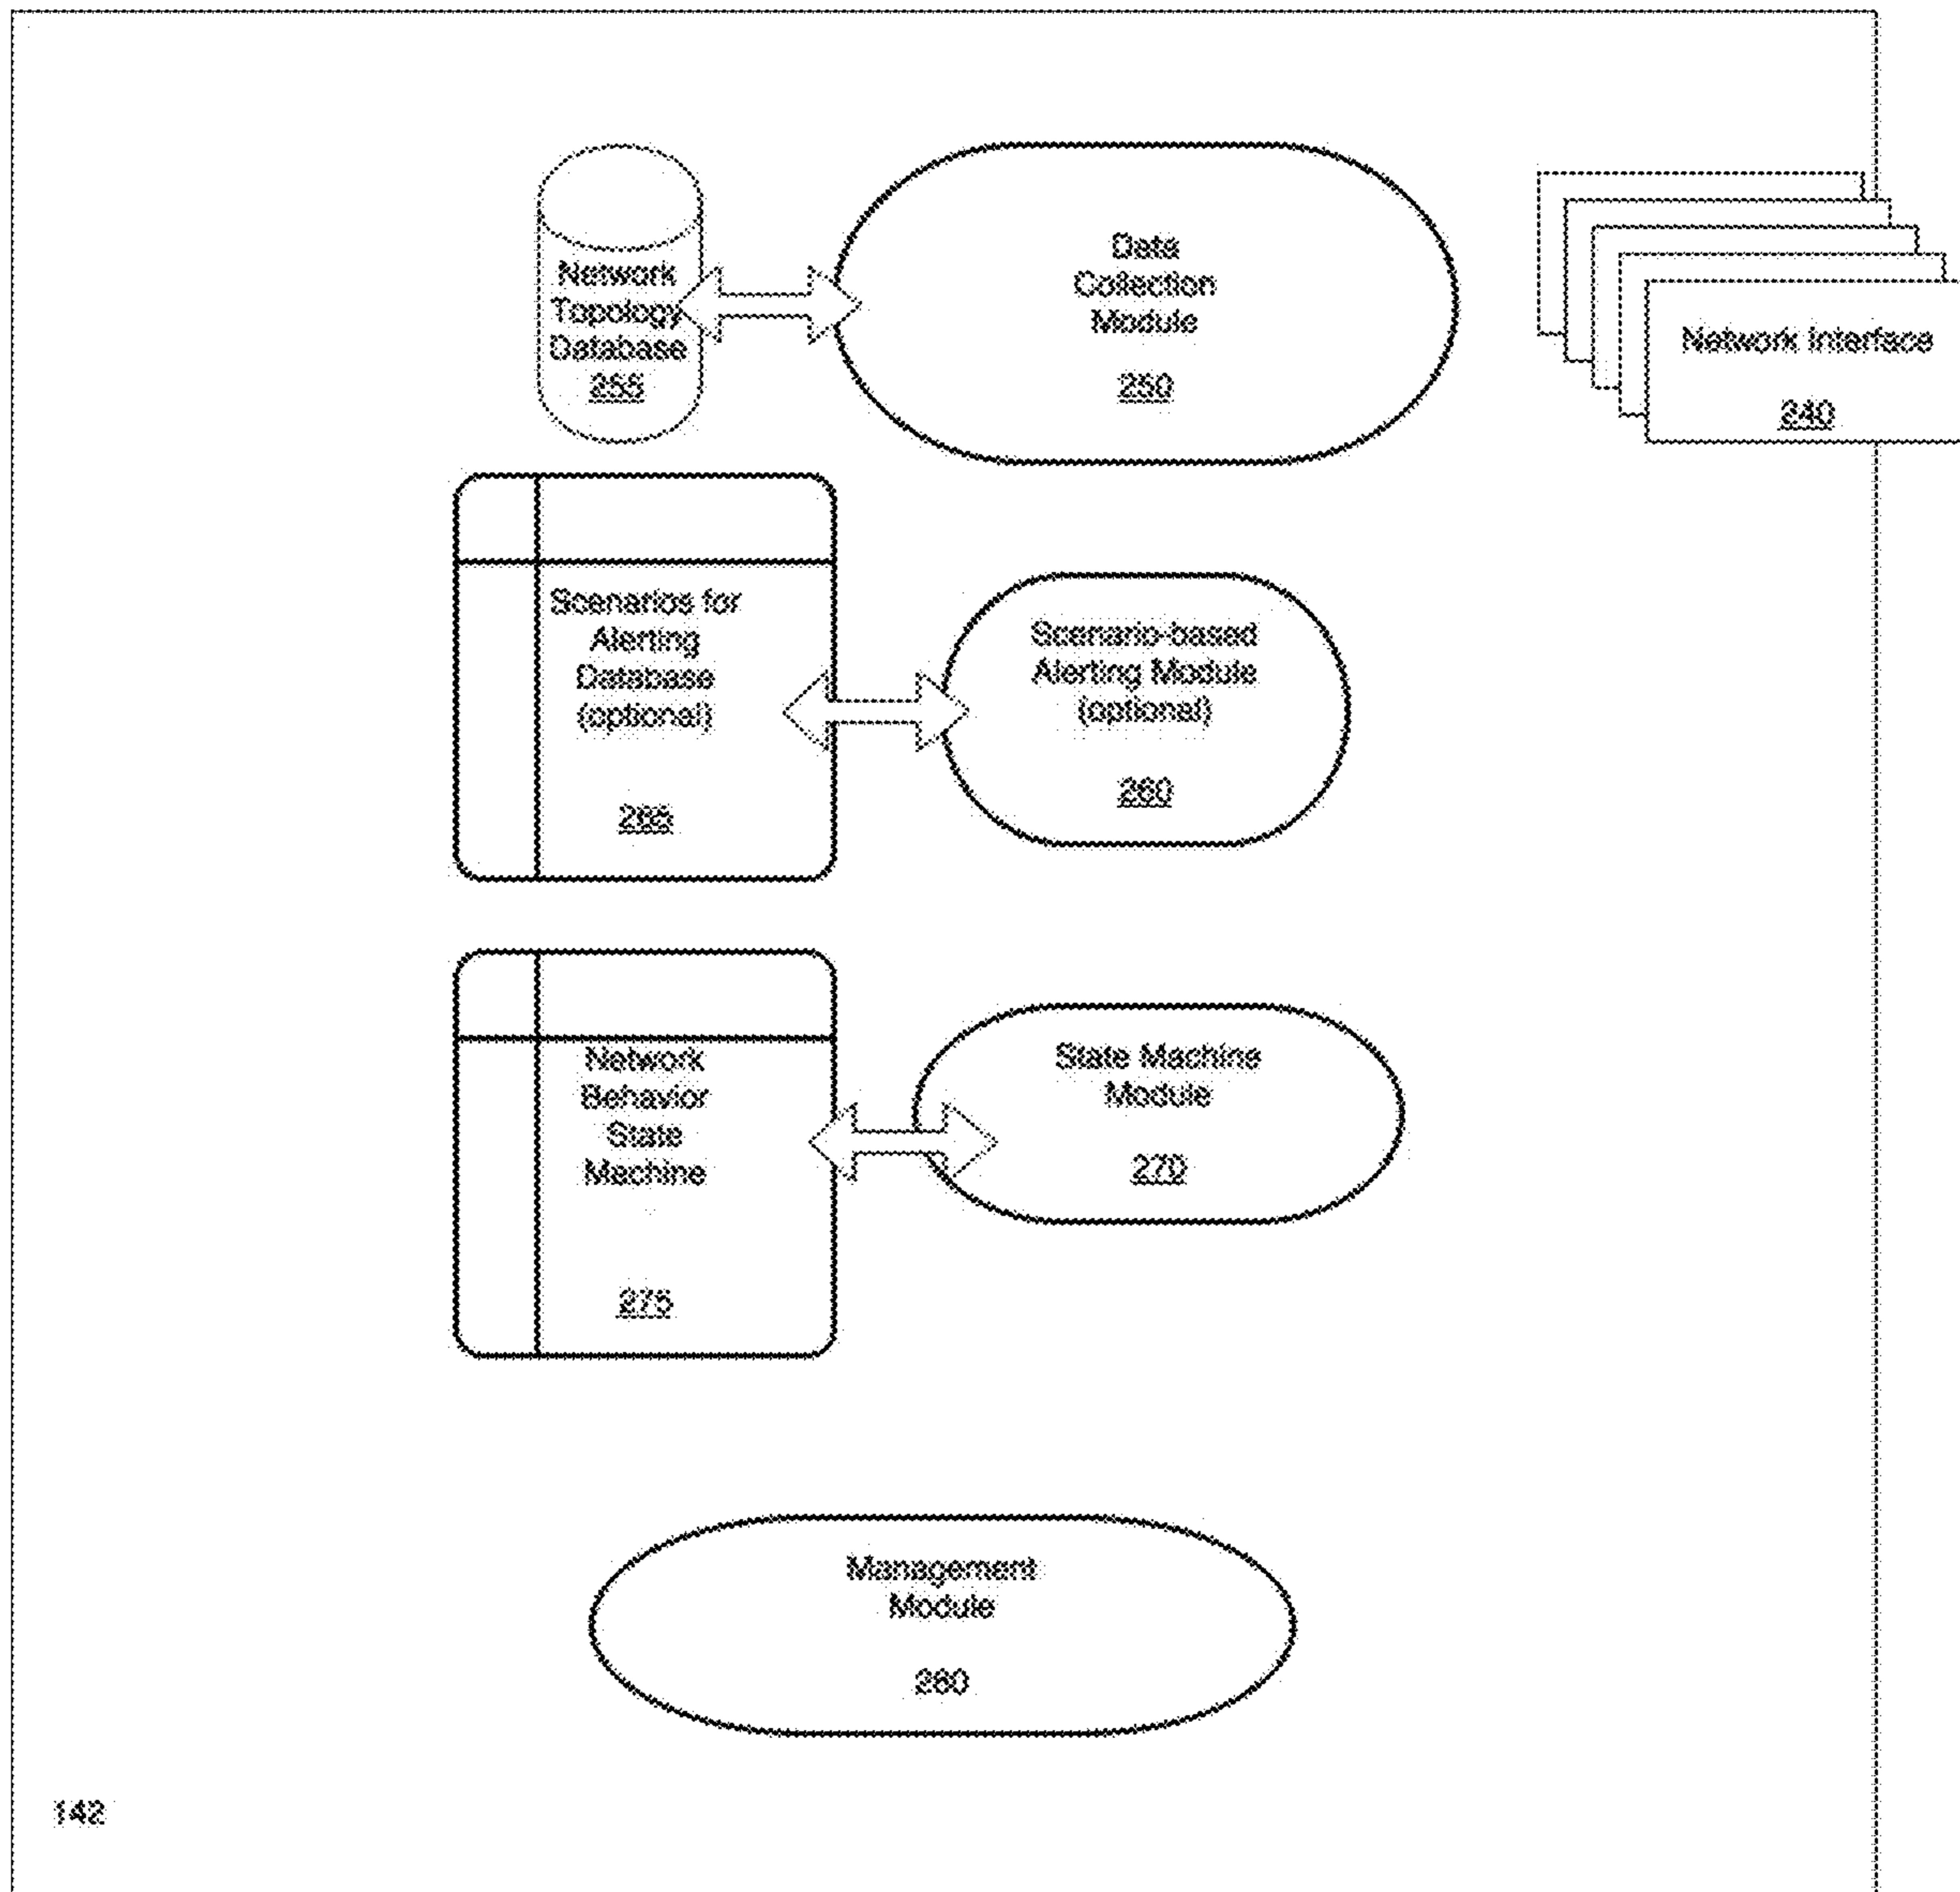 Network
Topology
Database
255
Data
Collection
Module
250
Network Interface
240
Scenarios for
Alerting
Database
(optional)
265
Scenario-based
Alerting Module
(optional)
260
Network
Behavior
State
Machine
275
State Machine
Module
270
Management
Module
280
142